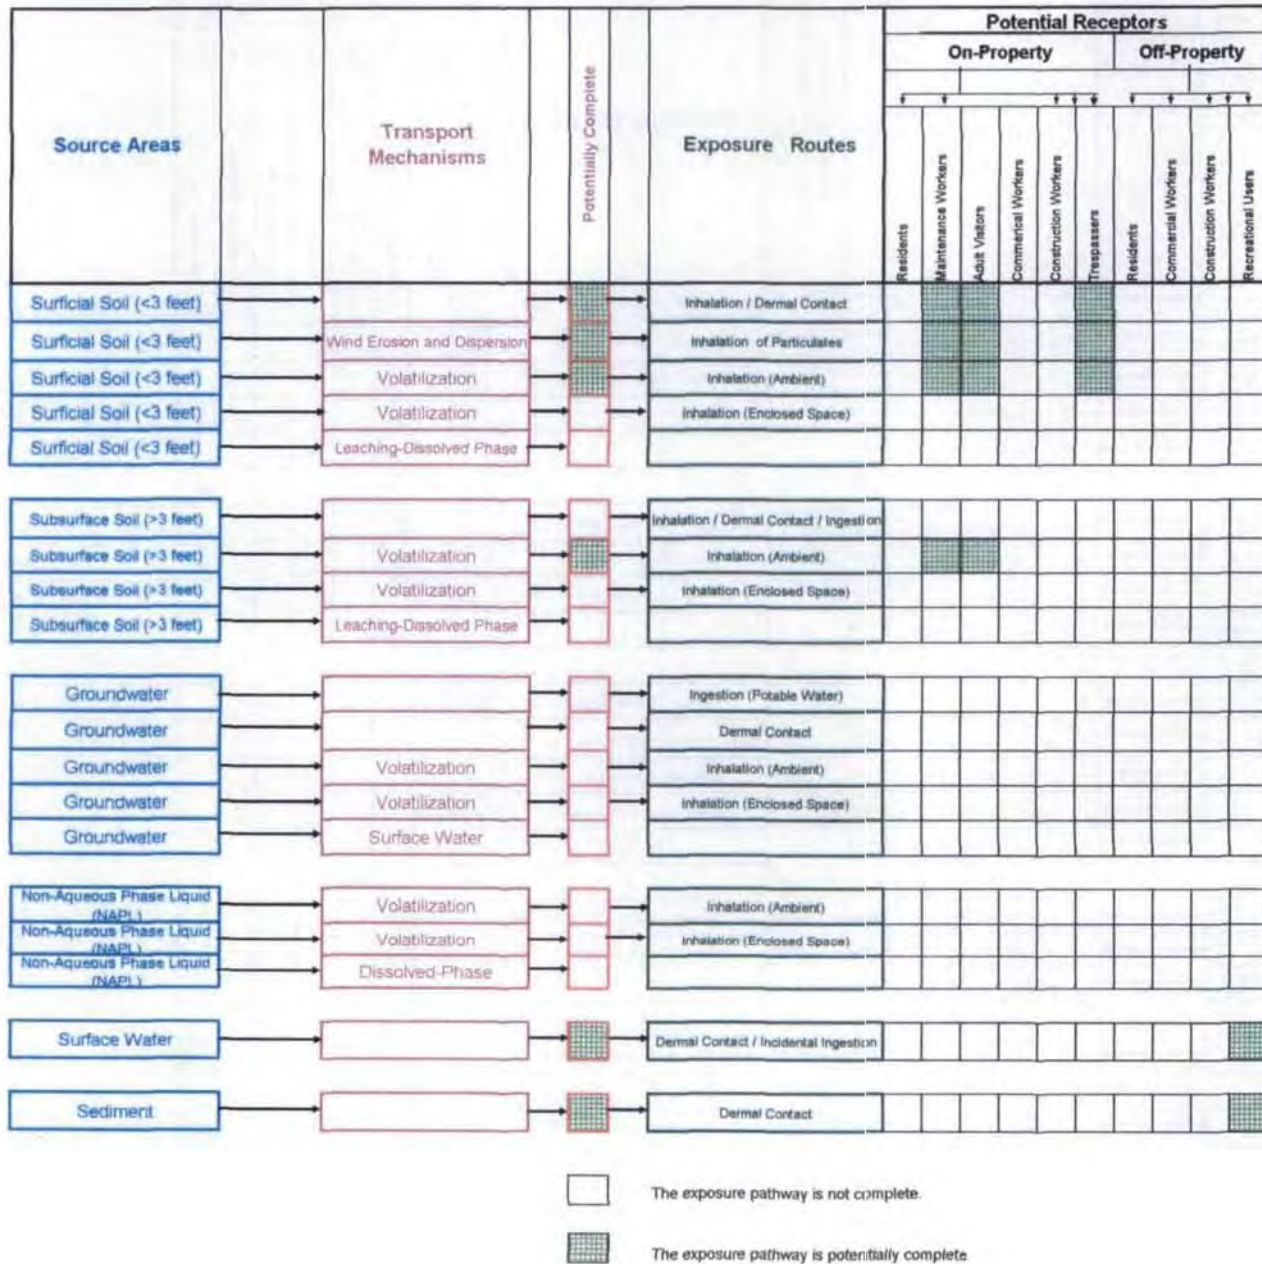 Potential Receptors
On-Property Off-Property
Source Areas
Transport
Mechanisms
Potentially Complete
Exposure Routes
Residents
Maintenance Workers
Adult Visitors
Commerical Workers
Construction Workers
Trespassers
Residents
Commercial Workers
Construction Workers
Recreational Users
Surficial Soil (<3 feet) Inhalation / Dermal Contact
Surficial Soil (<3 feet) Wind Erosion and Dispersion Inhalation of Particulates
Surficial Soil (<3 feet) Volatilization Inhalation (Ambient)
Surficial Soil (<3 feet) Volatilization Inhalation (Enclosed Space)
Surficial Soil (<3 feet) Leaching-Dissolved Phase
Subsurface Soil (>3 feet) Inhalation / Dermal Contact / Ingestion
Subsurface Soil (>3 feet) Volatilization Inhalation (Ambient)
Subsurface Soil (>3 feet) Volatilization Inhalation (Enclosed Space)
Subsurface Soil (>3 feet) Leaching-Dissolved Phase
Groundwater Ingestion (Potable Water)
Groundwater Dermal Contact
Groundwater Volatilization Inhalation (Ambient)
Groundwater Volatilization Inhalation (Enclosed Space)
Groundwater Surface Water
Non-Aqueous Phase Liquid
(NAPL) Volatilization Inhalation (Ambient)
Non-Aqueous Phase Liquid
(NAPL) Volatilization Inhalation (Enclosed Space)
Non-Aqueous Phase Liquid
(NAPL) Dissolved-Phase
Surface Water Dermal Contact / Incidental Ingestion
Sediment Dermal Contact
The exposure pathway is not complete.
The exposure pathway is potentially complete